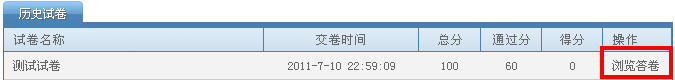 历史试卷
试卷名称 交卷时间 总分 通过分 得分 操作
测试试卷 2011-7-10 22:59:09 100 60 0 浏览答卷